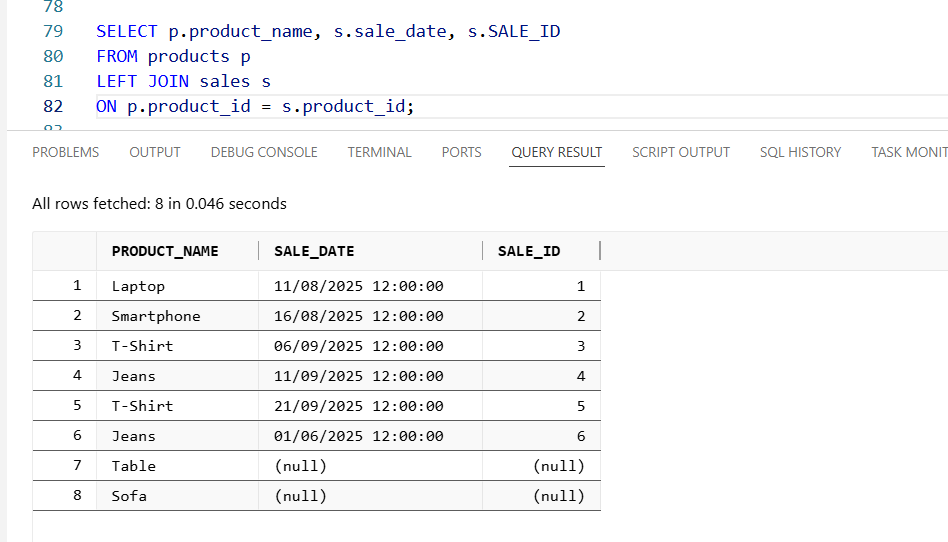 78
79 SELECT p.product_name, s.sale_date, s.SALE_ID
80 FROM products p
81 LEFT JOIN sales s
82 ON p.product_id = s.product_id;
PROBLEMS OUTPUT DEBUG CONSOLE TERMINAL PORTS QUERY RESULT SCRIPT OUTPUT SQL HISTORY TASK MONIT
All rows fetched: 8 in 0.046 seconds
PRODUCT_NAME SALE_DATE SALE_ID
1 Laptop 11/08/2025 12:00:00 1
2 Smartphone 16/08/2025 12:00:00 2
3 T-Shirt 06/09/2025 12:00:00 3
4 Jeans 11/09/2025 12:00:00 4
5 T-Shirt 21/09/2025 12:00:00 5
6 Jeans 01/06/2025 12:00:00 6
7 Table (null) (null)
8 Sofa (null) (null)